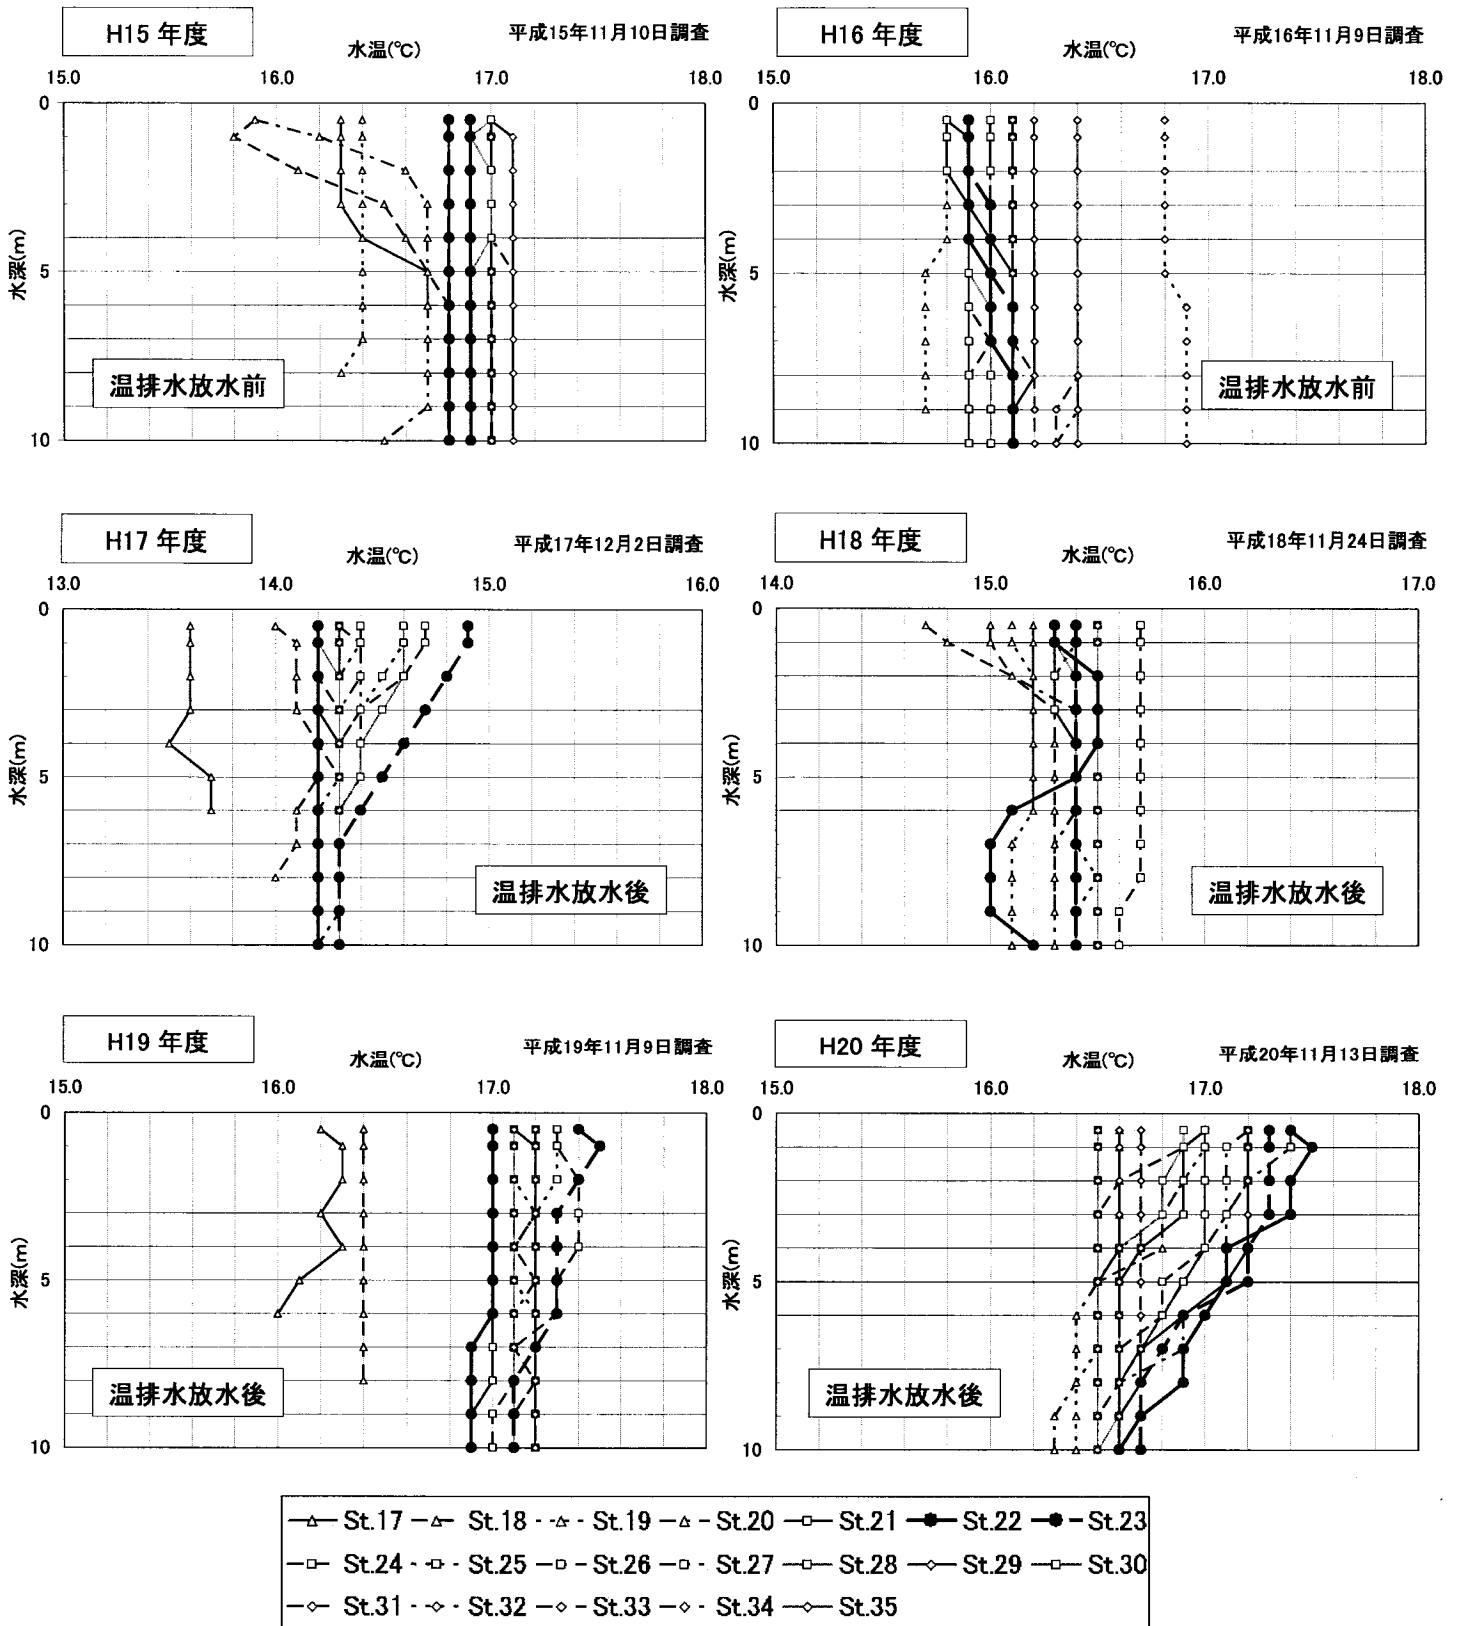 H15 年度
水温(℃)
平成15年11月10日調査
15.0 16.0 17.0 18.0
0
5
10
水深(m)
温排水放水前
H16 年度
水温(℃)
平成16年11月9日調査
15.0 16.0 17.0 18.0
0
5
10
水深(m)
温排水放水前
H17 年度
水温(℃)
平成17年12月2日調査
13.0 14.0 15.0 16.0
0
5
10
水深(m)
温排水放水後
H18 年度
水温(℃)
平成18年11月24日調査
14.0 15.0 16.0 17.0
0
5
10
水深(m)
温排水放水後
H19 年度
水温(℃)
平成19年11月9日調査
15.0 16.0 17.0 18.0
0
5
10
水深(m)
温排水放水後
H20 年度
水温(℃)
平成20年11月13日調査
15.0 16.0 17.0 18.0
0
5
10
水深(m)
温排水放水後
St.17 St.18 St.19 St.20 St.21 St.22 St.23
St.24 St.25 St.26 St.27 St.28 St.29 St.30
St.31 St.32 St.33 St.34 St.35